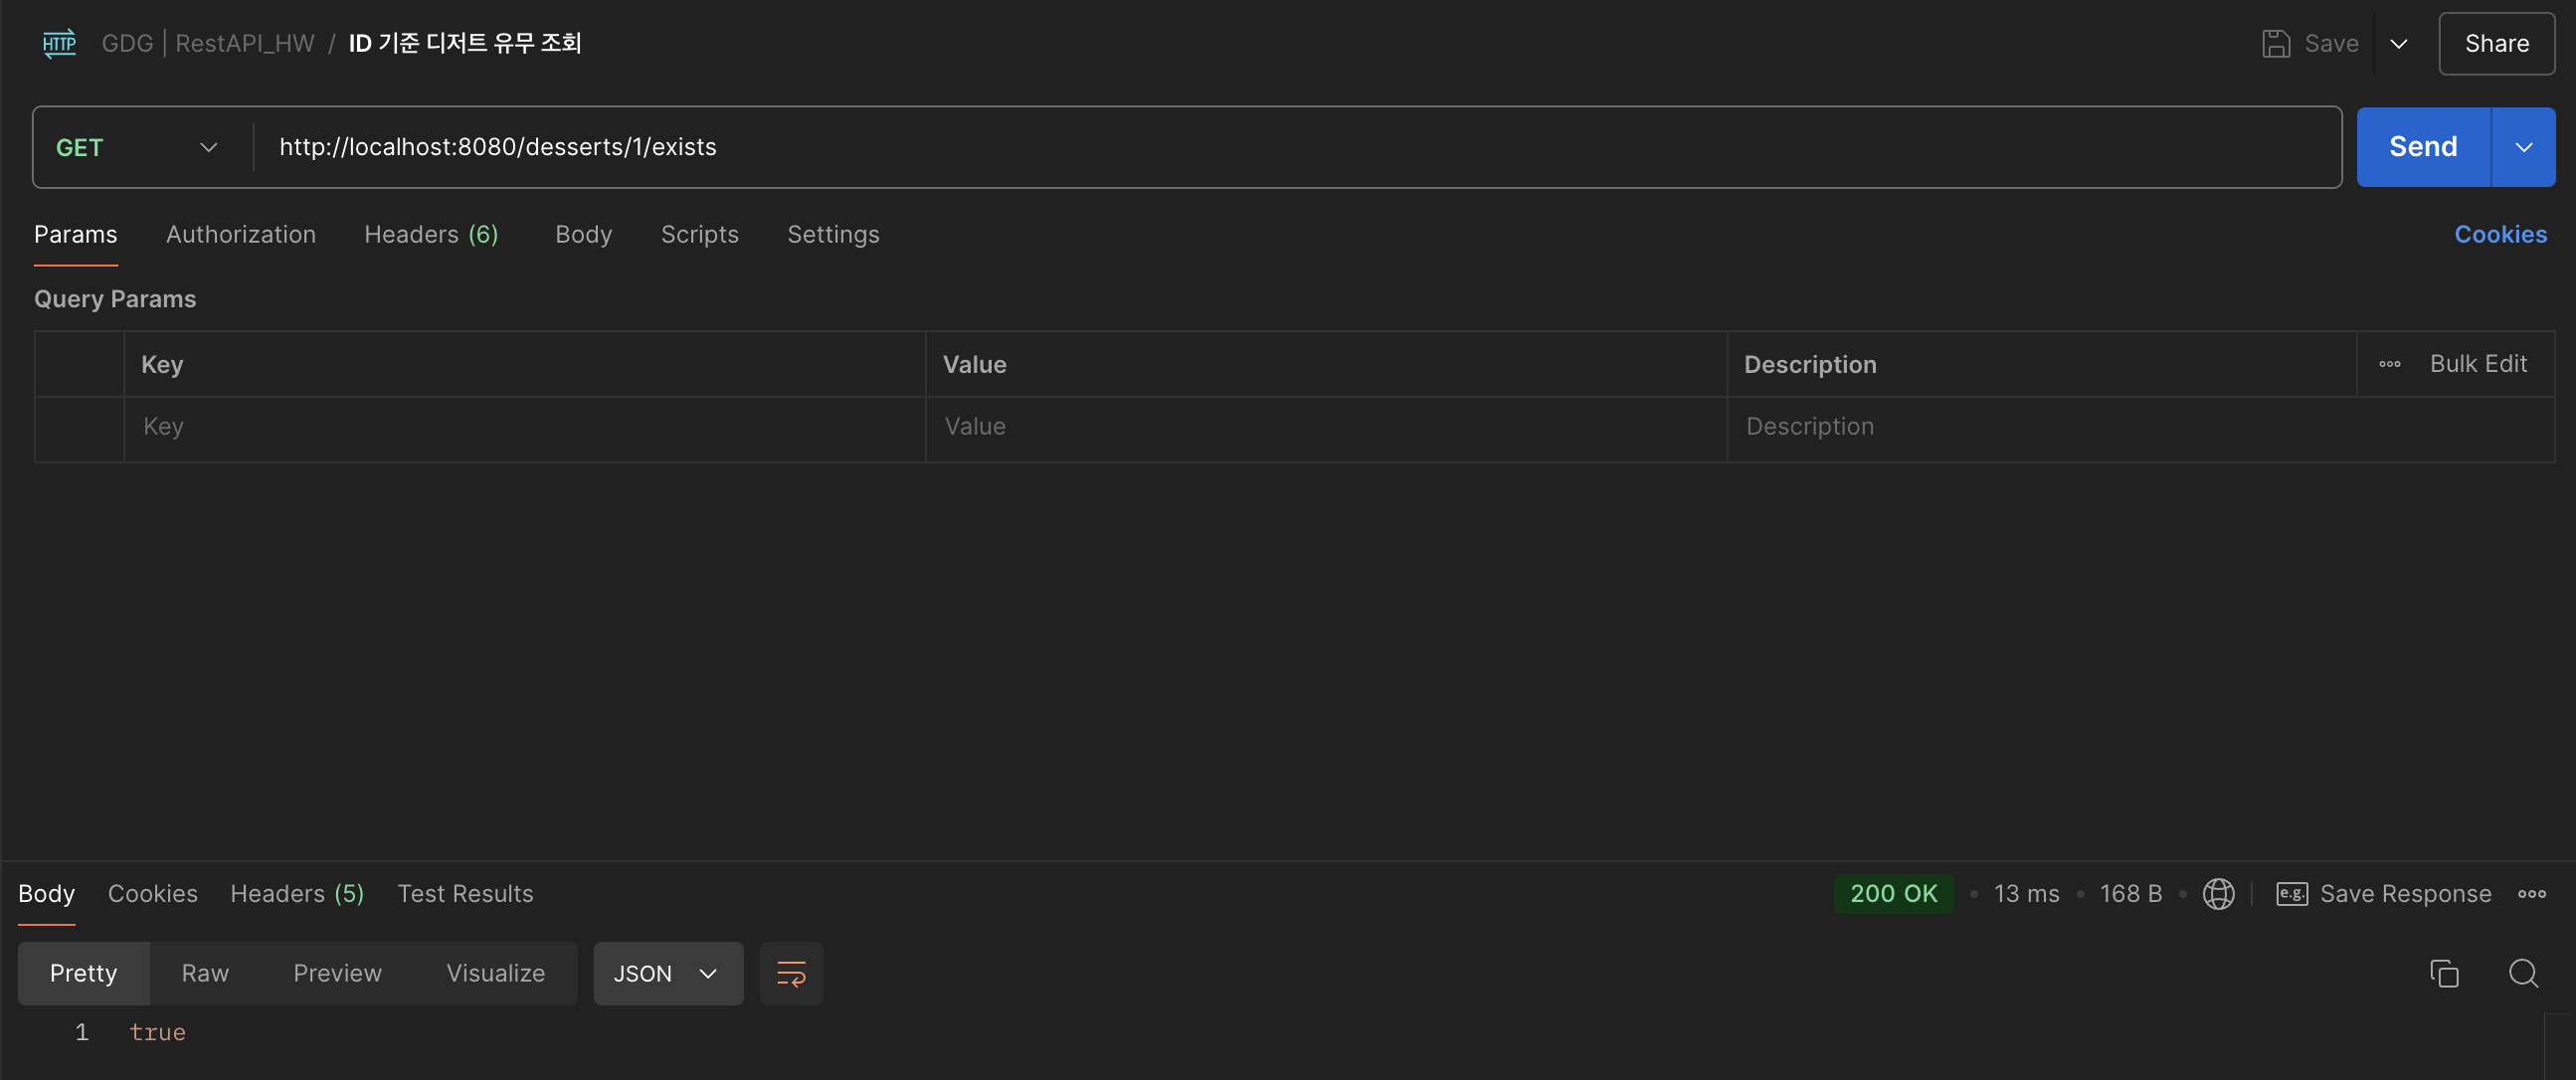 HTTP GDG | RestAPI_HW / ID 기준 디저트 유무 조회 Save Share
GET http://localhost:8080/desserts/1/exists Send
Params Authorization Headers (6) Body Scripts Settings Cookies
Query Params
Key Value Description Bulk Edit
Key Value Description
Body Cookies Headers (5) Test Results 200 OK 13 ms 168 B e.g. Save Response
Pretty Raw Preview Visualize JSON
1 true